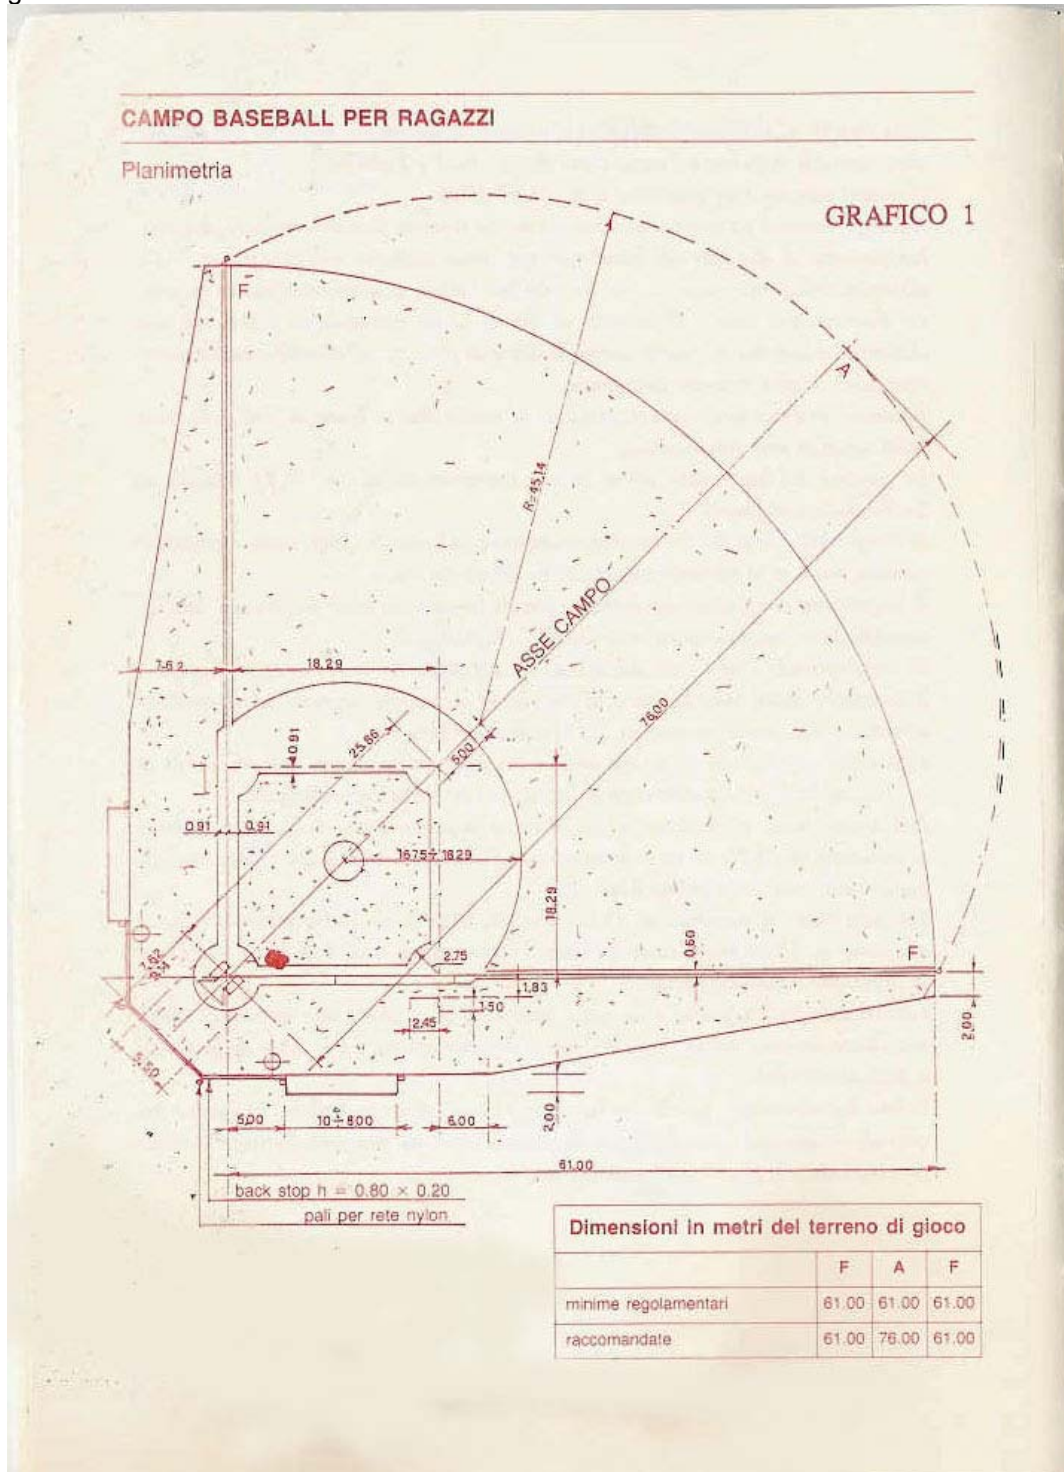 CAMPO BASEBALL PER RAGAZZI
Planimetria
GRAFICO 1
F
A
R=45,14
ASSE CAMPO
7.62
18.29
76.00
25.86
5.00
0.91
0.91
0.91
16.75÷18.29
18.29
0.60
F
2.75
1.83
1.50
2.45
2.00
5.50
5,00
10÷8.00
6.00
2.00
61.00
back stop h = 0.80 × 0.20
pali per rete nylon
Dimensioni in metri del terreno di gioco
F A F
minime regolamentari 61.00 61.00 61.00
raccomandate 61.00 76.00 61.00